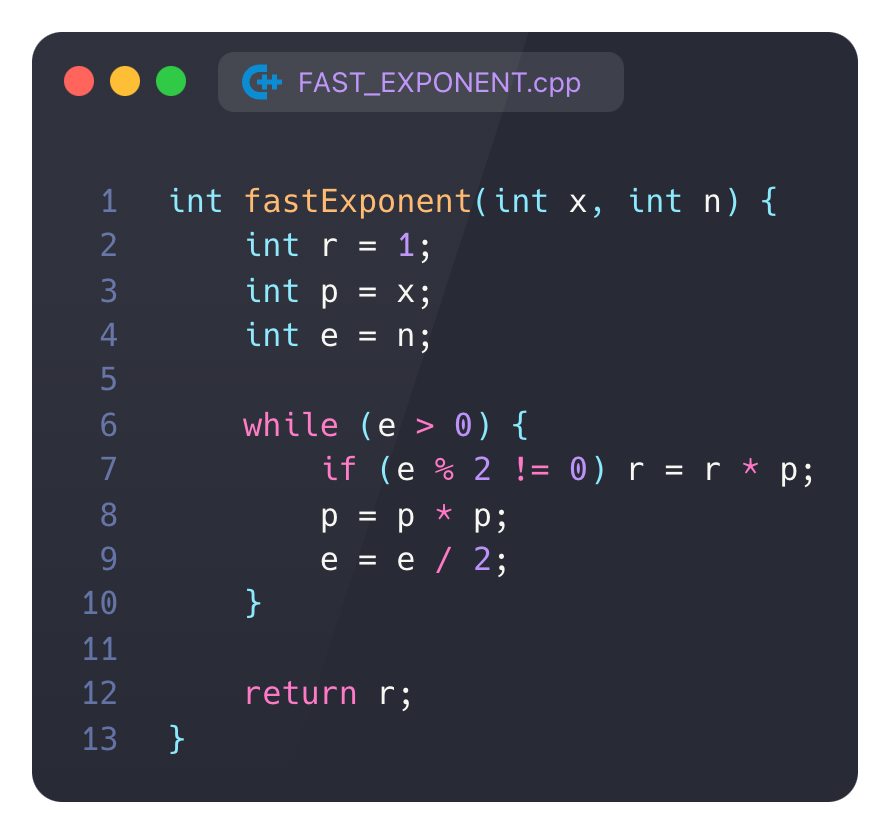 FAST_EXPONENT.cpp
1 int fastExponent(int x, int n) {
2     int r = 1;
3     int p = x;
4     int e = n;
5
6     while (e > 0) {
7         if (e % 2 != 0) r = r * p;
8         p = p * p;
9         e = e / 2;
10     }
11
12     return r;
13 }